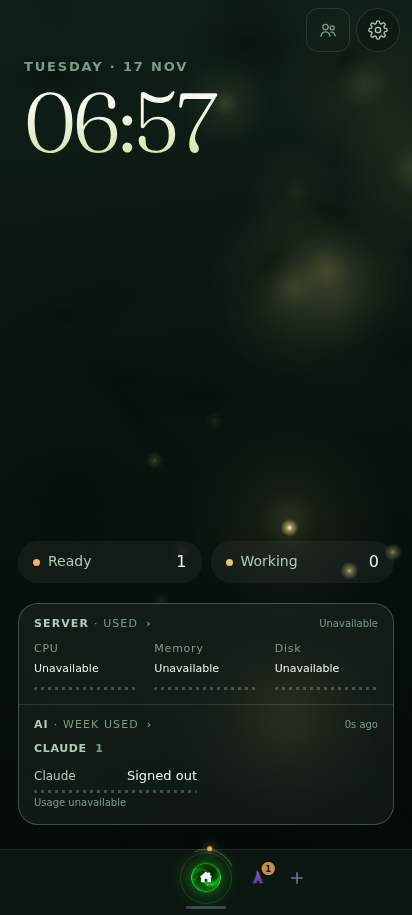 TUESDAY · 17 NOV
06:57
Ready 1
Working 0
SERVER · USED ›
Unavailable
CPU Memory Disk
Unavailable Unavailable Unavailable
AI · WEEK USED ›
0s ago
CLAUDE 1
Claude Signed out
Usage unavailable
1